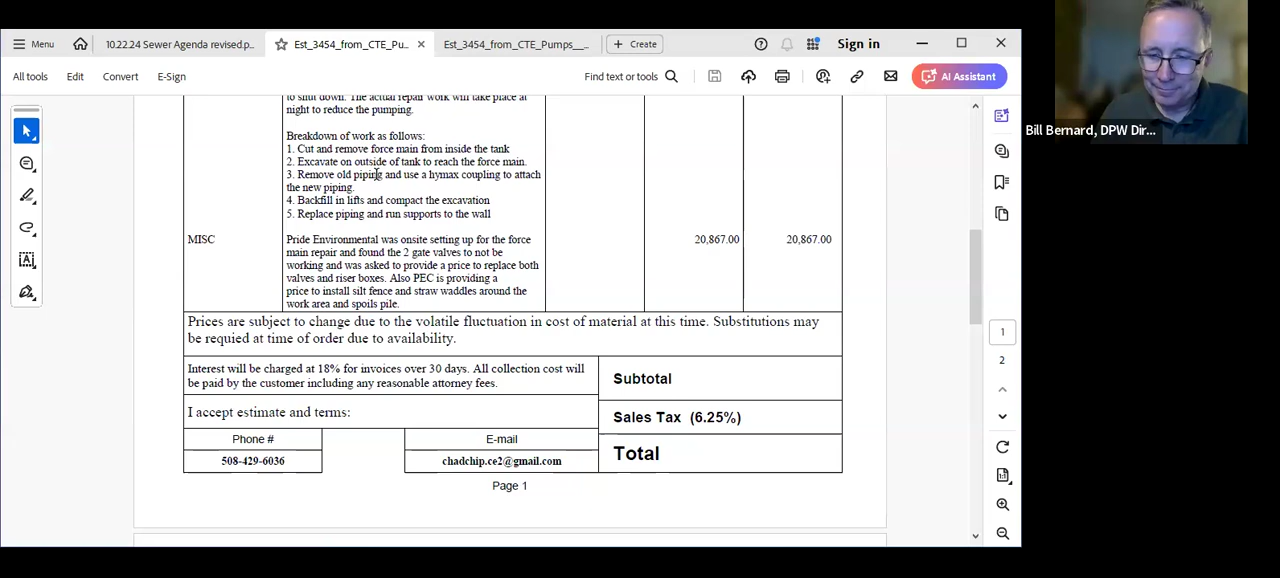 Menu
10.22.24 Sewer Agenda revised.p...
Est_3454_from_CTE_Pu...
Est_3454_from_CTE_Pumps__...
Create
Sign in
All tools
Edit
Convert
E-Sign
Find text or tools
AI Assistant
to shut down. The actual repair work will take place at
night to reduce the pumping.
Breakdown of work as follows:
1. Cut and remove force main from inside the tank
2. Excavate on outside of tank to reach the force main.
3. Remove old piping and use a hymax coupling to attach
the new piping.
4. Backfill in lifts and compact the excavation
5. Replace piping and run supports to the wall
MISC
Pride Environmental was onsite setting up for the force
main repair and found the 2 gate valves to not be
working and was asked to provide a price to replace both
valves and riser boxes. Also PEC is providing a
price to install silt fence and straw waddles around the
work area and spoils pile.
20,867.00
20,867.00
Prices are subject to change due to the volatile fluctuation in cost of material at this time. Substitutions may
be requied at time of order due to availability.
Interest will be charged at 18% for invoices over 30 days. All collection cost will
be paid by the customer including any reasonable attorney fees.
I accept estimate and terms:
Subtotal
Sales Tax (6.25%)
Total
Phone #
508-429-6036
E-mail
chadchip.ce2@gmail.com
Page 1
1
2
Bill Bernard, DPW Dir...